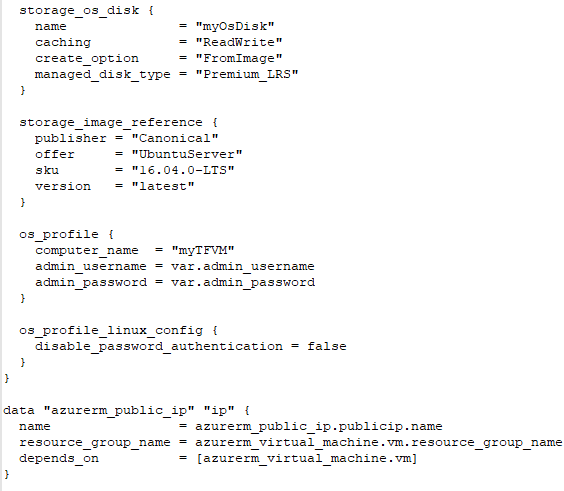 storage_os_disk {
    name              = "myOsDisk"
    caching           = "ReadWrite"
    create_option     = "FromImage"
    managed_disk_type = "Premium_LRS"
  }

  storage_image_reference {
    publisher = "Canonical"
    offer     = "UbuntuServer"
    sku       = "16.04.0-LTS"
    version   = "latest"
  }

  os_profile {
    computer_name  = "myTFVM"
    admin_username = var.admin_username
    admin_password = var.admin_password
  }

  os_profile_linux_config {
    disable_password_authentication = false
  }
}

data "azurerm_public_ip" "ip" {
  name                = azurerm_public_ip.publicip.name
  resource_group_name = azurerm_virtual_machine.vm.resource_group_name
  depends_on          = [azurerm_virtual_machine.vm]
}